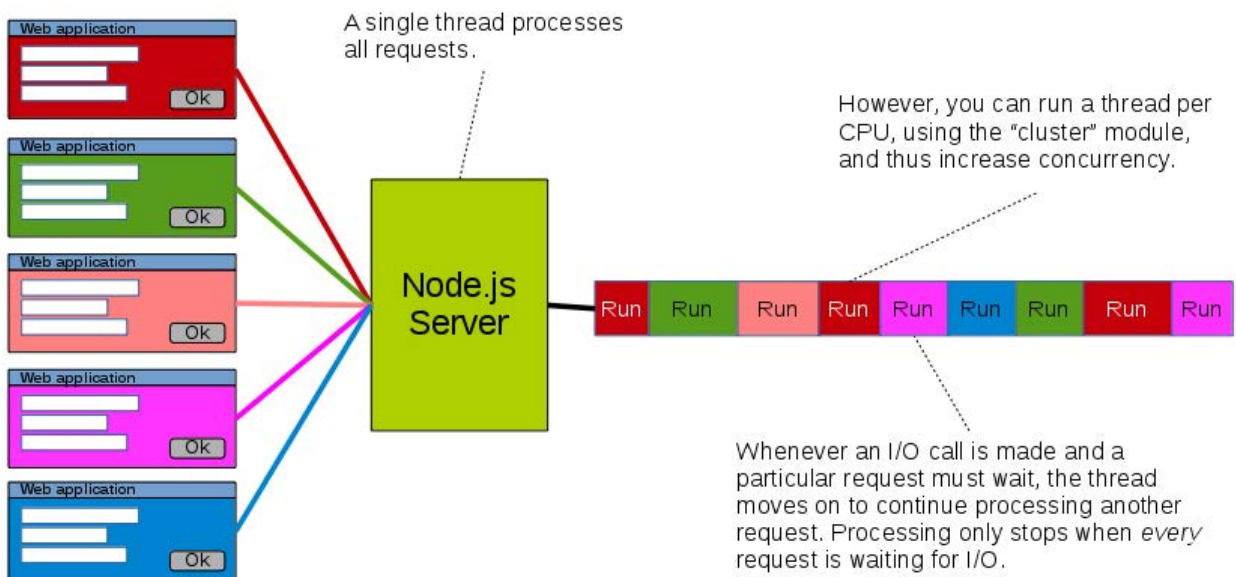 Web application
Ok
Web application
Ok
Web application
Ok
Web application
Ok
Web application
Ok
A single thread processes
all requests.
Node.js
Server
However, you can run a thread per
CPU, using the “cluster” module,
and thus increase concurrency.
Run Run Run Run Run Run Run Run Run
Whenever an I/O call is made and a
particular request must wait, the thread
moves on to continue processing another
request. Processing only stops when every
request is waiting for I/O.